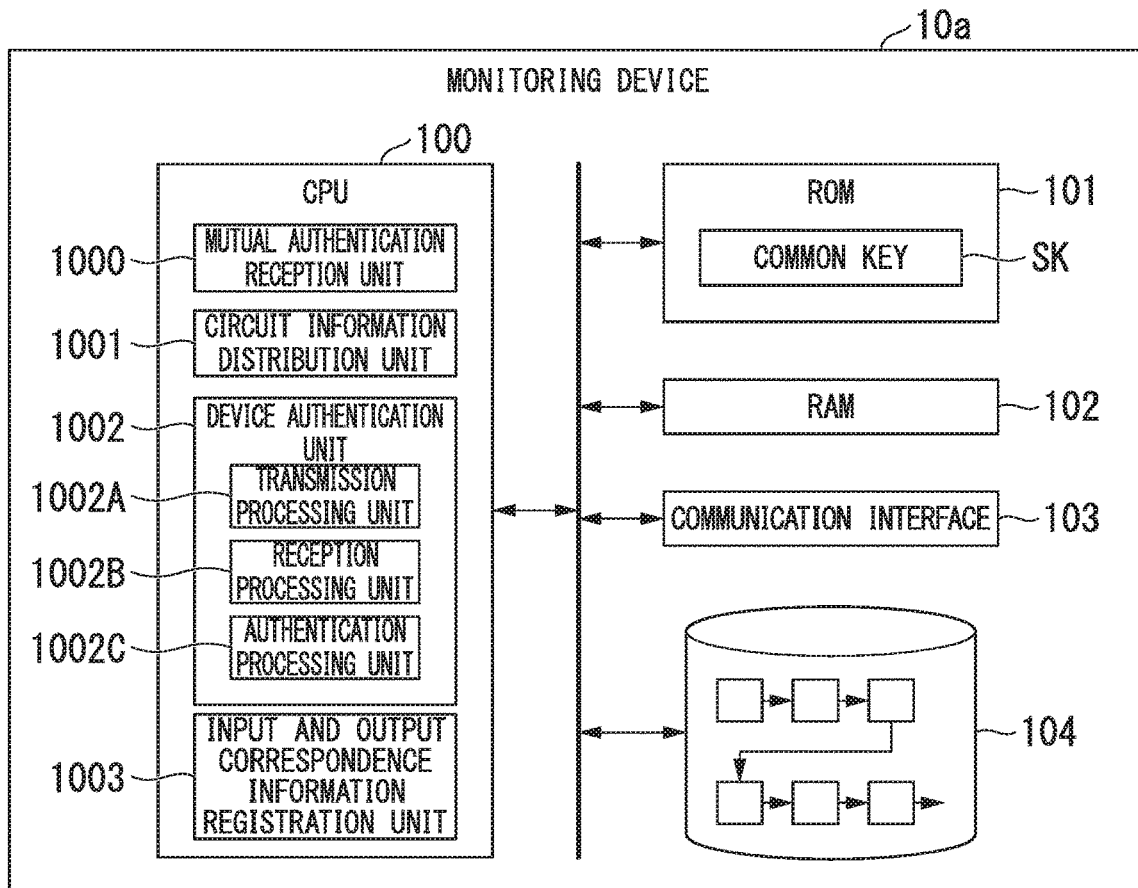 10a
MONITORING DEVICE
100
CPU
1000
MUTUAL AUTHENTICATION
RECEPTION UNIT
1001
CIRCUIT INFORMATION
DISTRIBUTION UNIT
1002
DEVICE AUTHENTICATION
UNIT
1002A
TRANSMISSION
PROCESSING UNIT
1002B
RECEPTION
PROCESSING UNIT
1002C
AUTHENTICATION
PROCESSING UNIT
1003
INPUT AND OUTPUT
CORRESPONDENCE
INFORMATION
REGISTRATION UNIT
ROM
101
COMMON KEY
SK
RAM
102
COMMUNICATION INTERFACE
103
104